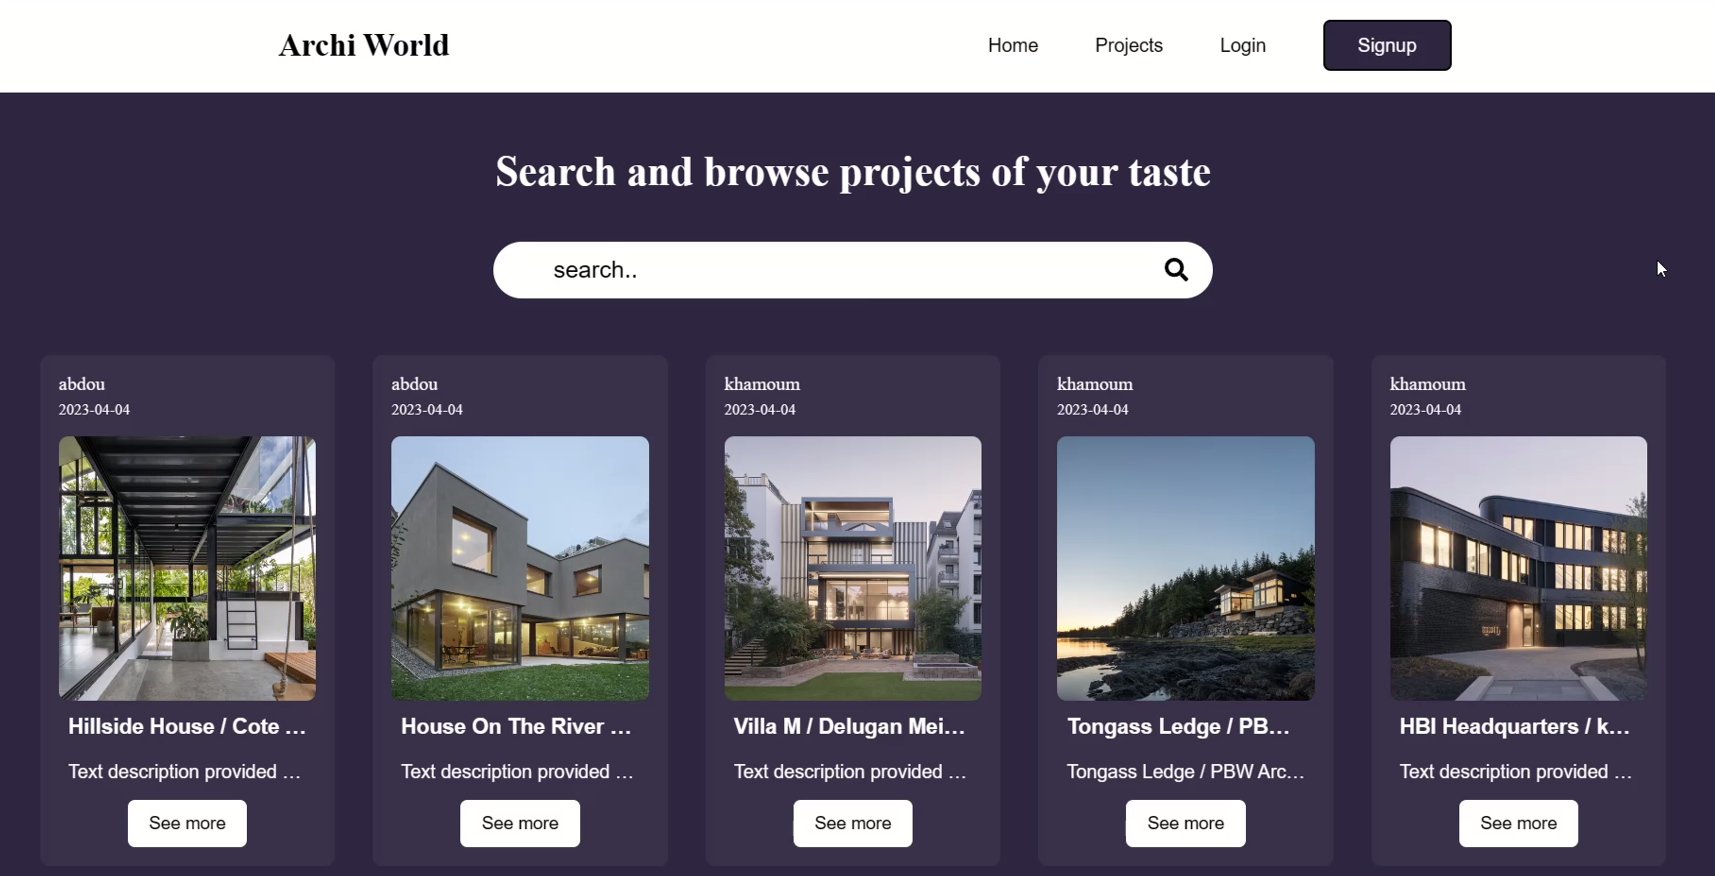 Archi World
Home
Projects
Login
Signup
Search and browse projects of your taste
search..
abdou
2023-04-04
Hillside House / Cote ...
Text description provided ...
See more
abdou
2023-04-04
House On The River ...
Text description provided ...
See more
khamoum
2023-04-04
Villa M / Delugan Mei...
Text description provided ...
See more
khamoum
2023-04-04
Tongass Ledge / PB...
Tongass Ledge / PBW Arc...
See more
khamoum
2023-04-04
HBI Headquarters / k...
Text description provided ...
See more